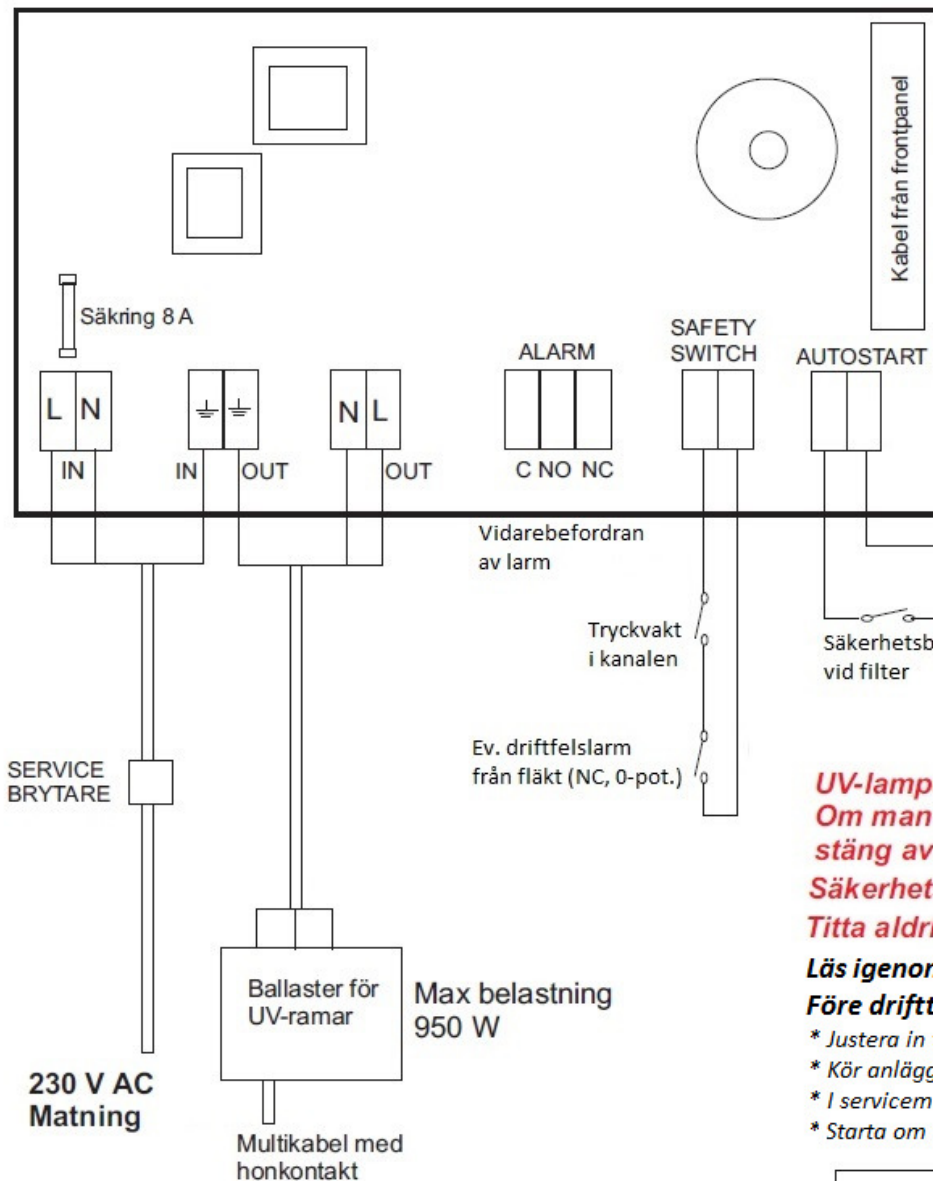 Kabel från frontpanel
Säkring 8 A
ALARM
SAFETY
SWITCH
AUTOSTART
L N
N L
IN
IN
OUT
OUT
C NO NC
Vidarebefordran
av larm
Tryckvakt
i kanalen
Säkerhetsb
vid filter
Ev. driftfelslarm
från fläkt (NC, 0-pot.)
SERVICE
BRYTARE
UV-lamp
Om man
stäng av
Säkerhet
Titta aldri
Läs igenom
Före driftt
* Justera in
* Kör anlägg
* I servicem
* Starta om
Ballaster för
UV-ramar
Max belastning
950 W
230 V AC
Matning
Multikabel med
honkontakt